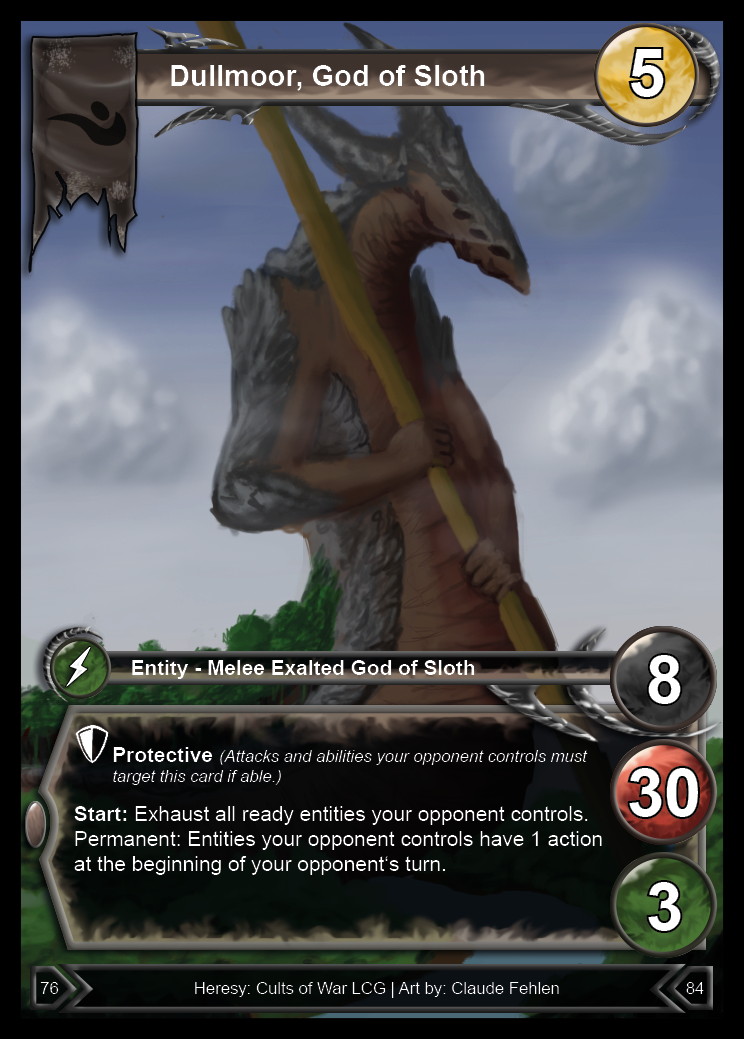 Dullmoor, God of Sloth
5
Entity - Melee Exalted God of Sloth
8
Protective (Attacks and abilities your opponent controls must
target this card if able.)
30
Start: Exhaust all ready entities your opponent controls.
Permanent: Entities your opponent controls have 1 action
at the beginning of your opponent‘s turn.
3
76
Heresy: Cults of War LCG | Art by: Claude Fehlen
84